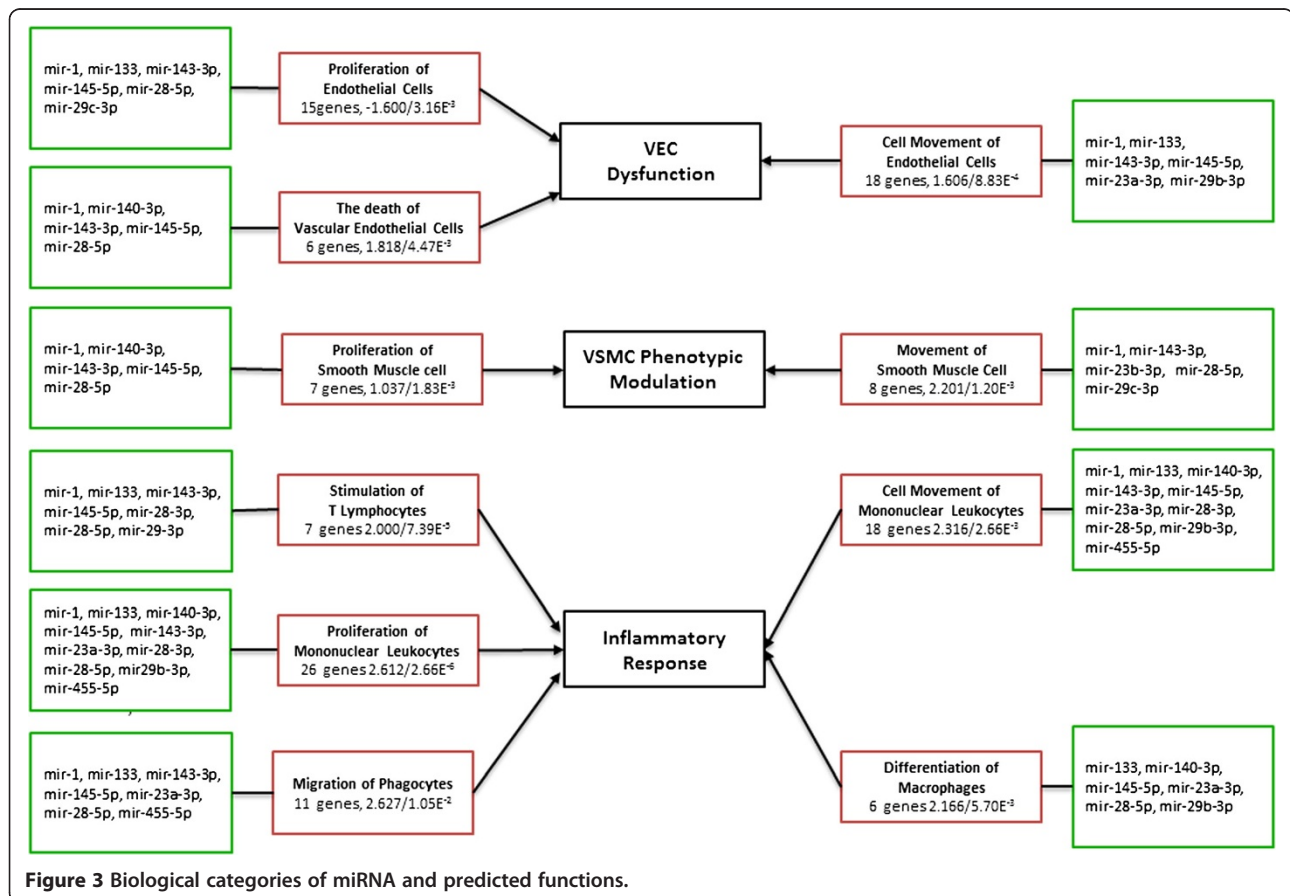 mir-1, mir-133, mir-143-3p,
mir-145-5p, mir-28-5p,
mir-29c-3p
Proliferation of
Endothelial Cells
15genes, -1.600/3.16E⁻³
VEC
Dysfunction
Cell Movement of
Endothelial Cells
18 genes, 1.606/8.83E⁻⁴
mir-1, mir-133,
mir-143-3p, mir-145-5p,
mir-23a-3p, mir-29b-3p
mir-1, mir-140-3p,
mir-143-3p, mir-145-5p,
mir-28-5p
The death of
Vascular Endothelial Cells
6 genes, 1.818/4.47E⁻³
mir-1, mir-140-3p,
mir-143-3p, mir-145-5p,
mir-28-5p
Proliferation of
Smooth Muscle cell
7 genes, 1.037/1.83E⁻³
VSMC Phenotypic
Modulation
Movement of
Smooth Muscle Cell
8 genes, 2.201/1.20E⁻³
mir-1, mir-143-3p,
mir-23b-3p, mir-28-5p,
mir-29c-3p
mir-1, mir-133, mir-143-3p,
mir-145-5p, mir-28-3p,
mir-28-5p, mir-29-3p
Stimulation of
T Lymphocytes
7 genes 2.000/7.39E⁻⁵
Cell Movement of
Mononuclear Leukocytes
18 genes 2.316/2.66E⁻³
mir-1, mir-133, mir-140-3p,
mir-143-3p, mir-145-5p,
mir-23a-3p, mir-28-3p,
mir-28-5p, mir-29b-3p,
mir-455-5p
mir-1, mir-133, mir-140-3p,
mir-145-5p, mir-143-3p,
mir-23a-3p, mir-28-3p,
mir-28-5p, mir29b-3p,
mir-455-5p
,
Proliferation of
Mononuclear Leukocytes
26 genes 2.612/2.66E⁻⁶
Inflammatory
Response
mir-1, mir-133, mir-143-3p,
mir-145-5p, mir-23a-3p,
mir-28-5p, mir-455-5p
Migration of Phagocytes
11 genes, 2.627/1.05E⁻²
Differentiation of
Macrophages
6 genes 2.166/5.70E⁻³
mir-133, mir-140-3p,
mir-145-5p, mir-23a-3p,
mir-28-5p, mir-29b-3p
Figure 3 Biological categories of miRNA and predicted functions.